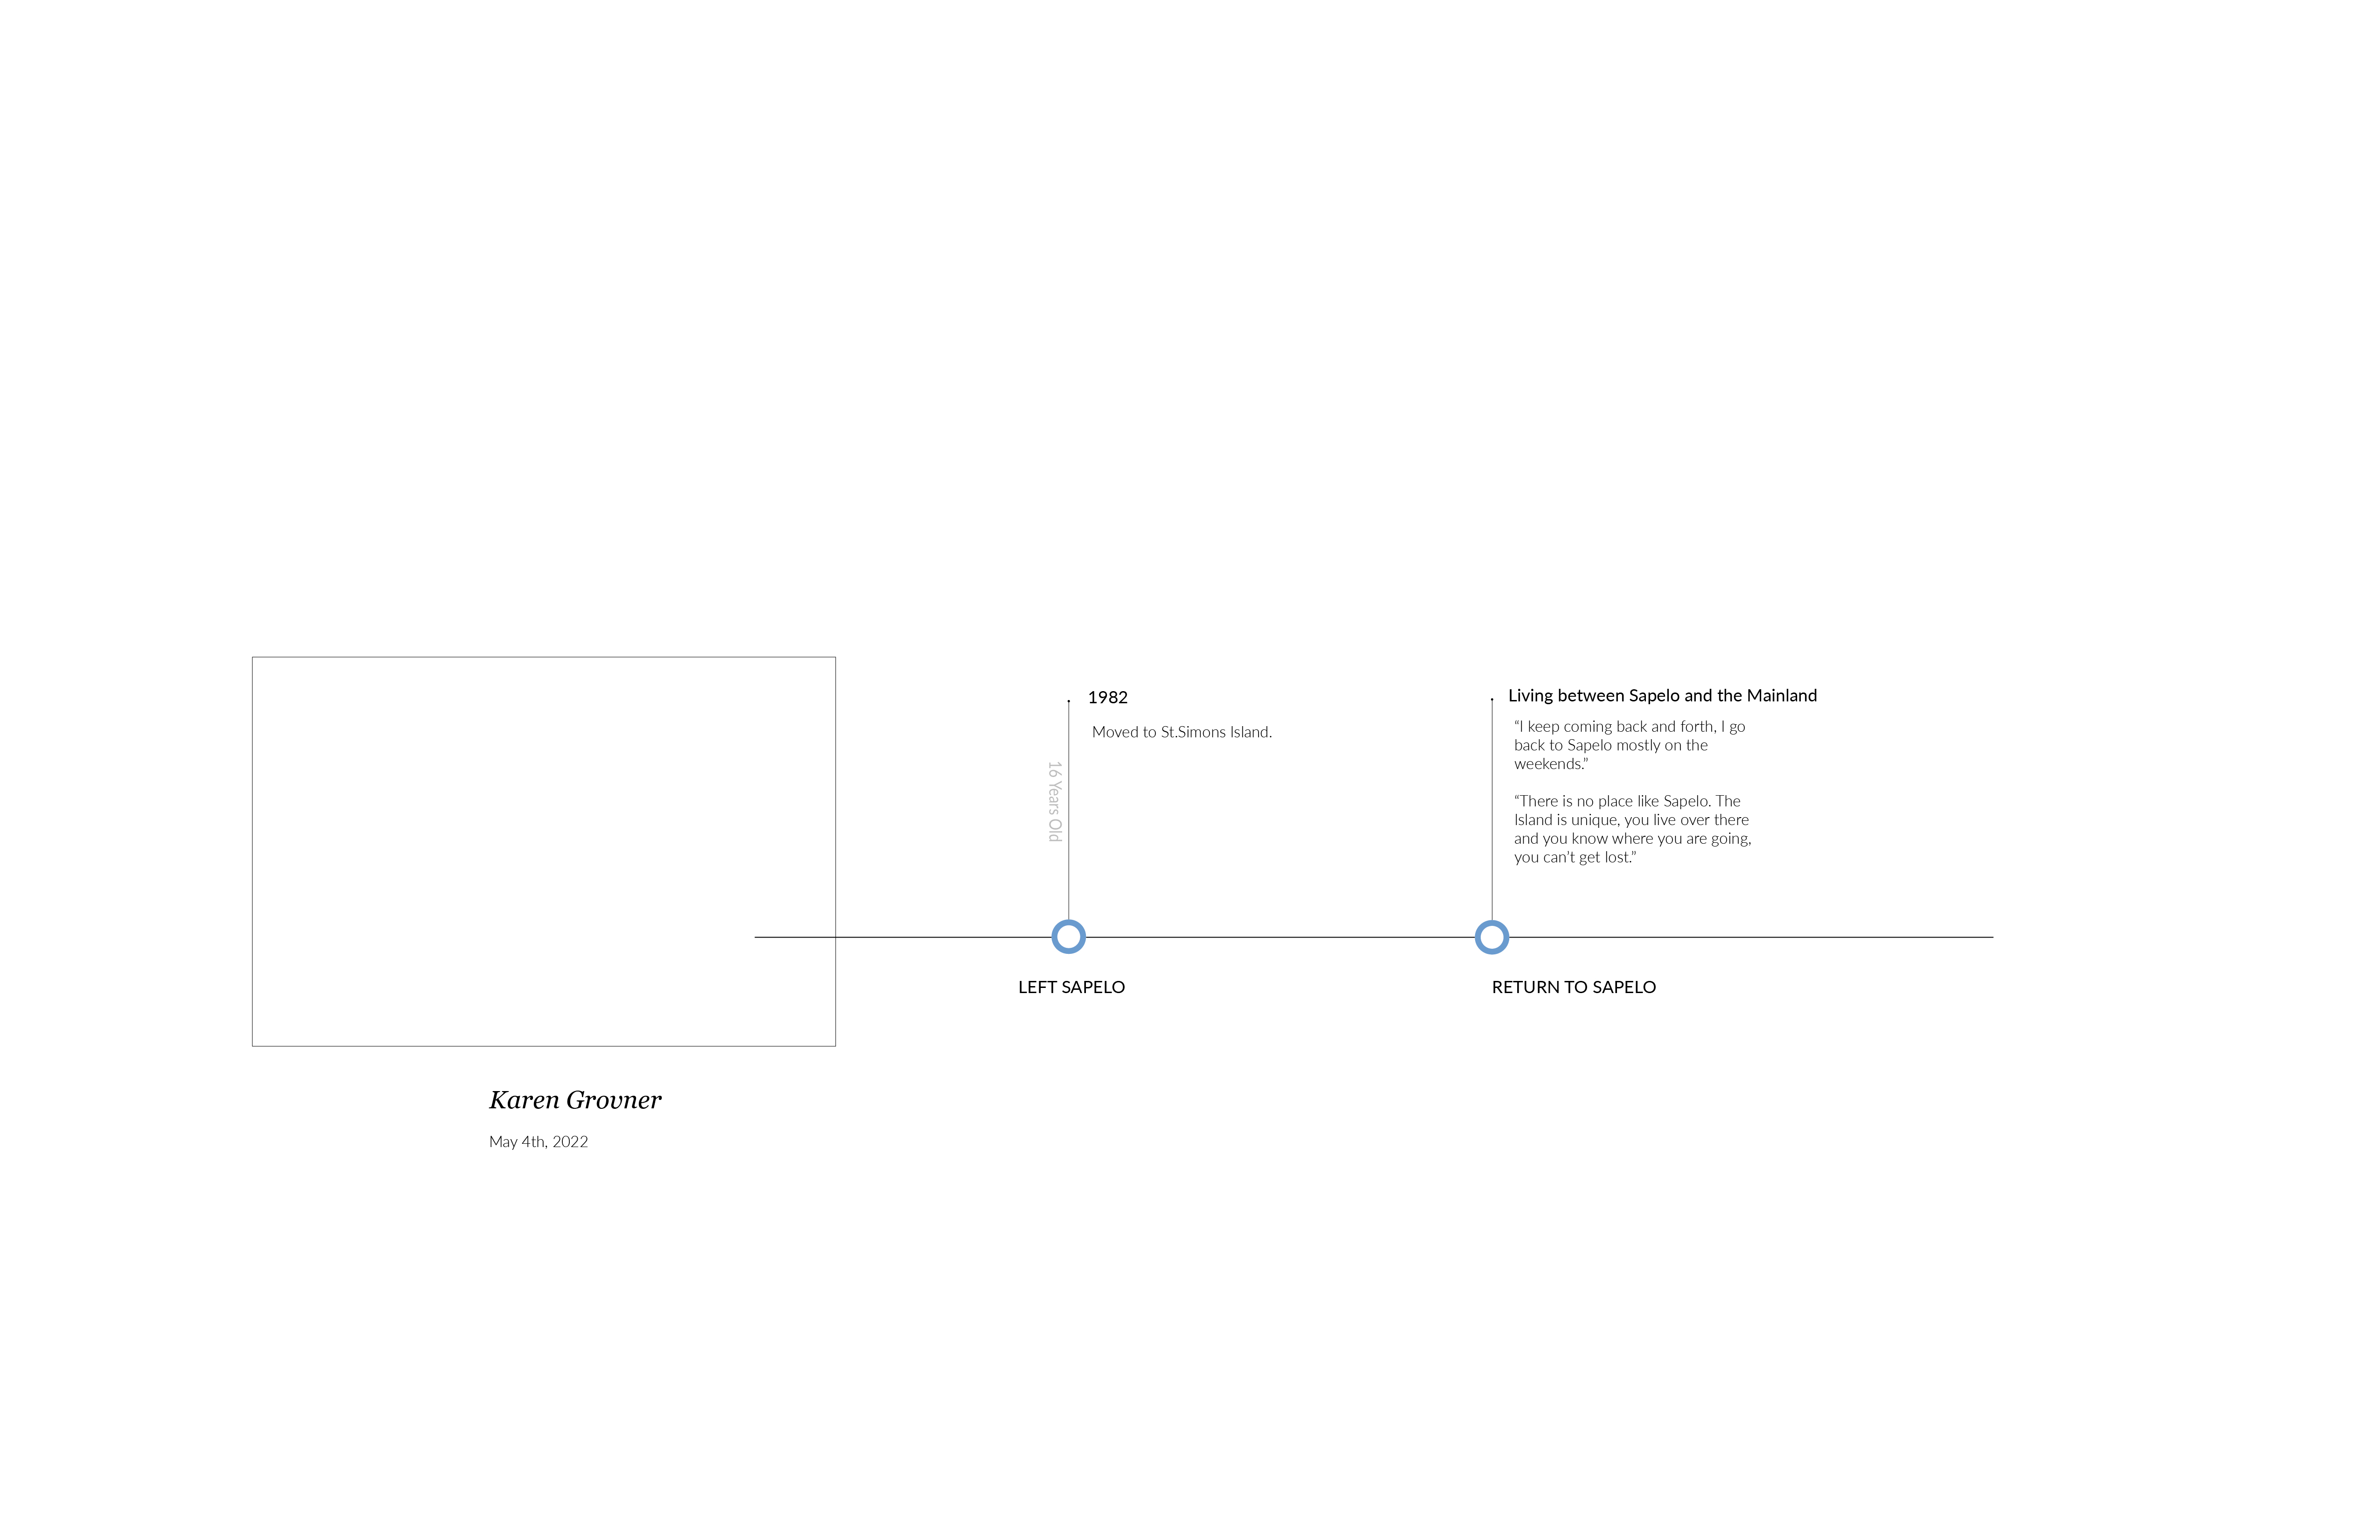 1982
Moved to St.Simons Island.
16 Years Old
LEFT SAPELO
Living between Sapelo and the Mainland
“I keep coming back and forth, I go
back to Sapelo mostly on the
weekends.”
“There is no place like Sapelo. The
Island is unique, you live over there
and you know where you are going,
you can’t get lost.”
RETURN TO SAPELO
Karen Grovner
May 4th, 2022